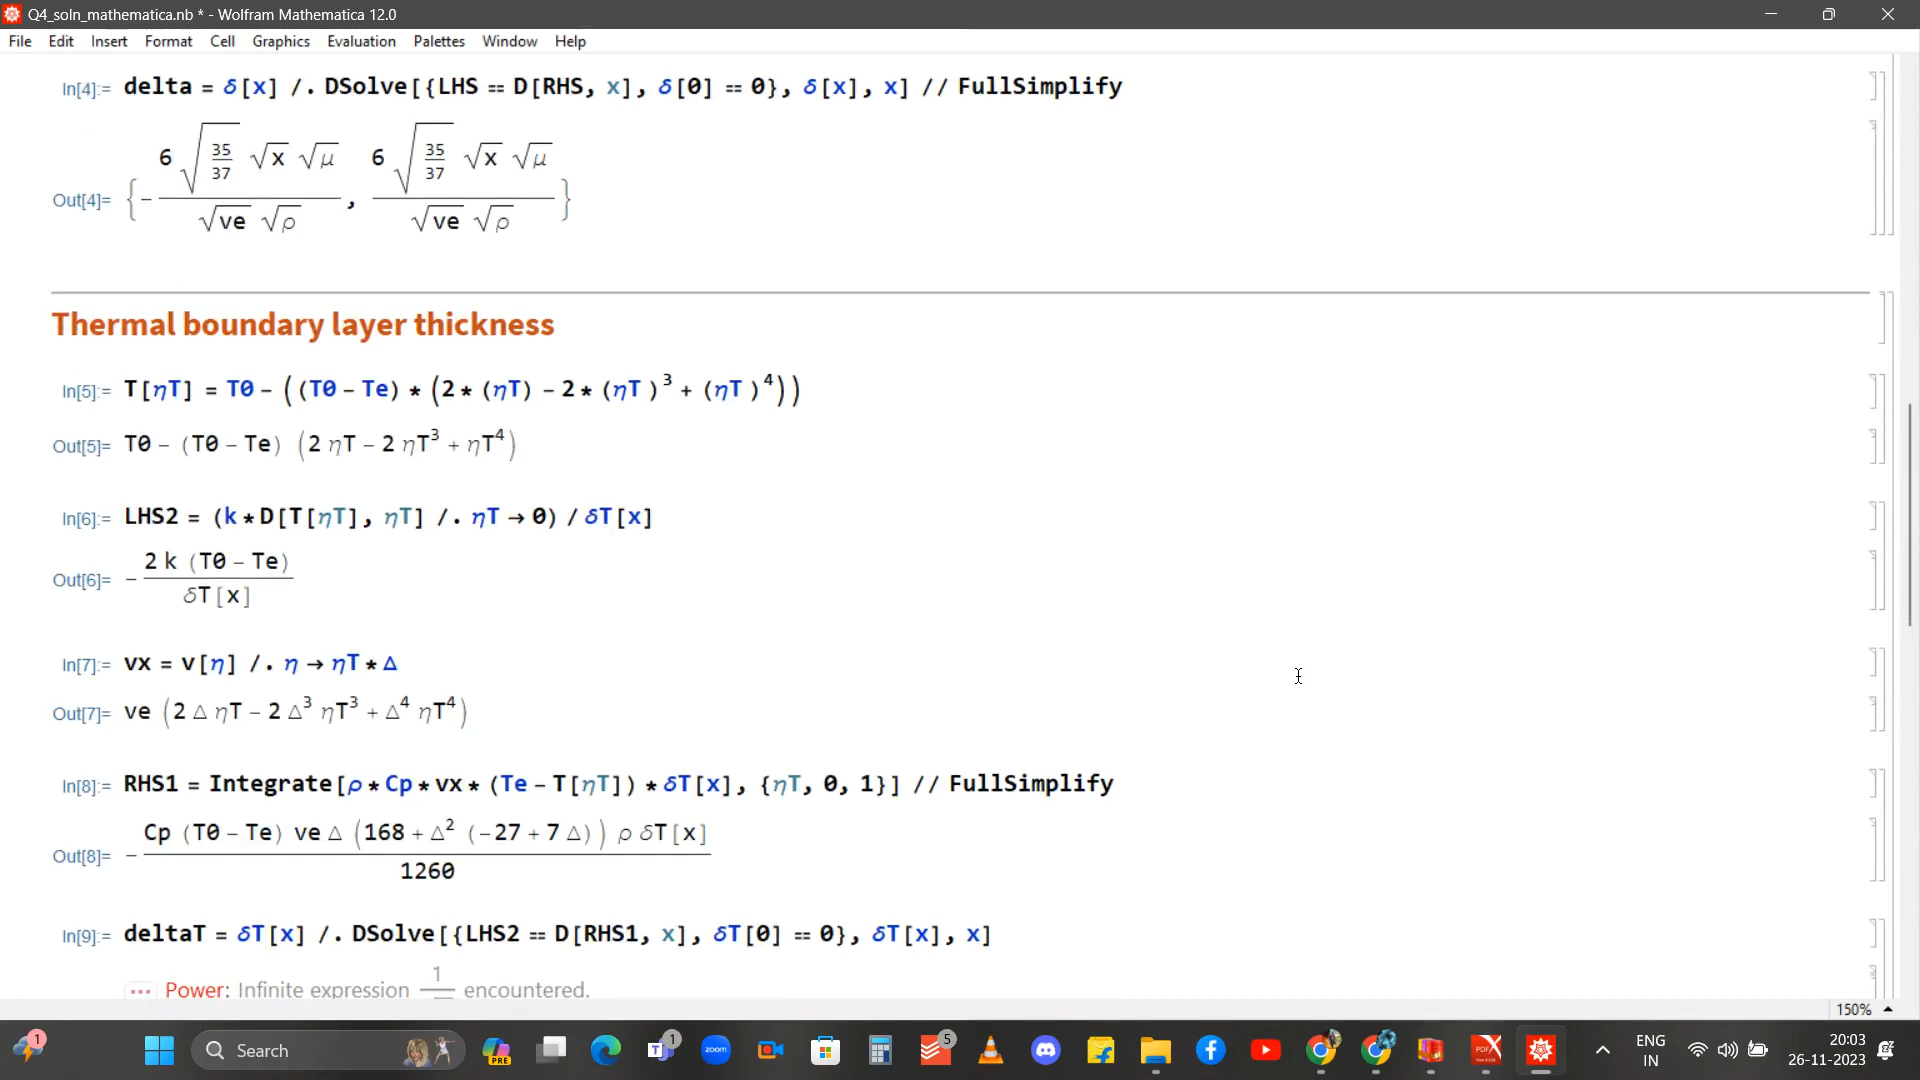 Q4_soln_mathematica.nb * - Wolfram Mathematica 12.0
File Edit Insert Format Cell Graphics Evaluation Palettes Window Help
In[4]:= delta = δ[x] /. DSolve[{LHS == D[RHS, x], δ[0] == 0}, δ[x], x] // FullSimplify
Out[4]= {- (6 √(35/37) √x √μ)/(√ve √ρ), (6 √(35/37) √x √μ)/(√ve √ρ)}
Thermal boundary layer thickness
In[5]:= T[ηT] = T0 - ((T0 - Te) * (2 * (ηT) - 2 * (ηT)^3 + (ηT)^4))
Out[5]= T0 - (T0 - Te) (2 ηT - 2 ηT^3 + ηT^4)
In[6]:= LHS2 = (k * D[T[ηT], ηT] /. ηT → 0) / δT[x]
Out[6]= - (2 k (T0 - Te))/(δT[x])
In[7]:= vx = v[η] /. η → ηT * Δ
Out[7]= ve (2 Δ ηT - 2 Δ^3 ηT^3 + Δ^4 ηT^4)
In[8]:= RHS1 = Integrate[ρ * Cp * vx * (Te - T[ηT]) * δT[x], {ηT, 0, 1}] // FullSimplify
Out[8]= - (Cp (T0 - Te) ve Δ (168 + Δ^2 (-27 + 7 Δ)) ρ δT[x])/1260
In[9]:= deltaT = δT[x] /. DSolve[{LHS2 == D[RHS1, x], δT[0] == 0}, δT[x], x]
... Power: Infinite expression 1/ encountered.
150%
1
Search
PRE
1
zoom
5
ENG
IN
20:03
26-11-2023